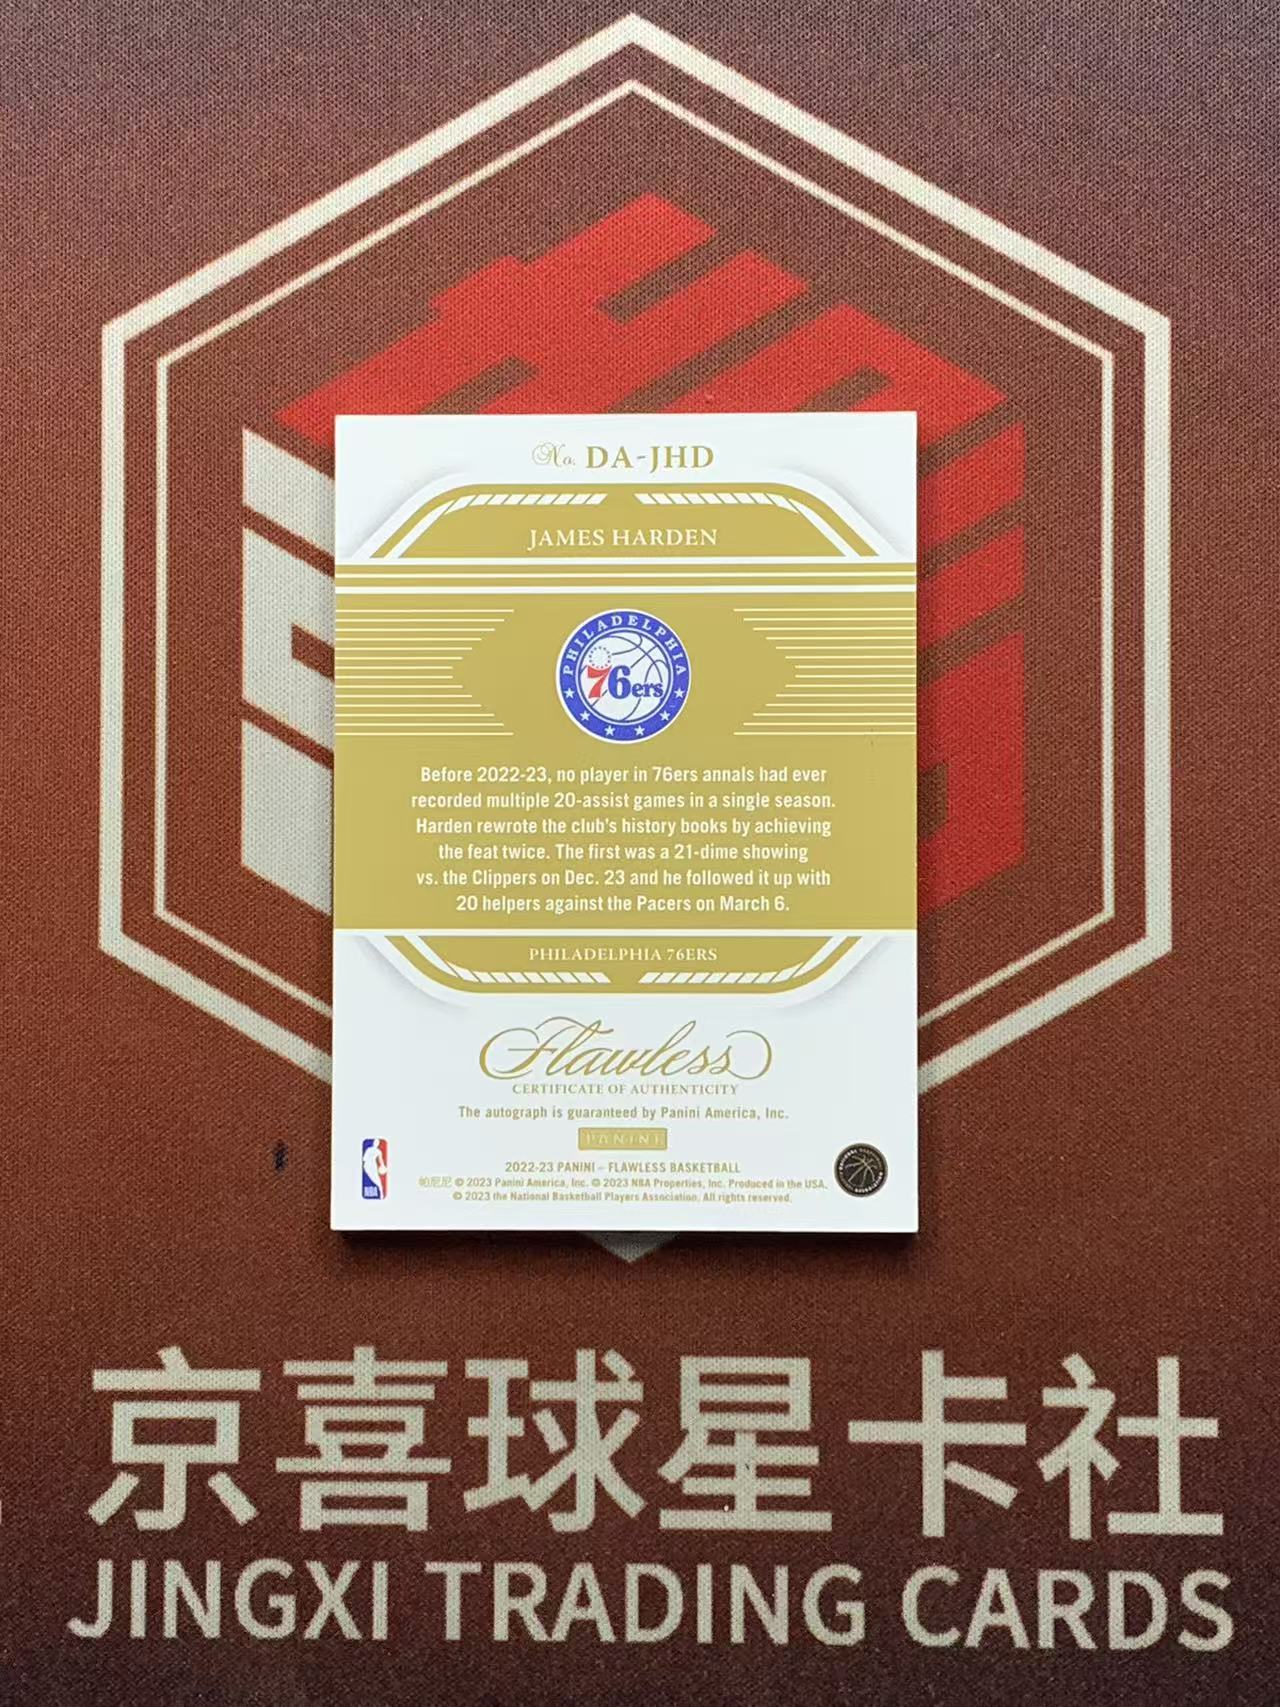 No. DA-JHD
JAMES HARDEN
PHILADELPHIA
76ers
Before 2022-23, no player in 76ers annals had ever
recorded multiple 20-assist games in a single season.
Harden rewrote the club's history books by achieving
the feat twice. The first was a 21-dime showing
vs. the Clippers on Dec. 23 and he followed it up with
20 helpers against the Pacers on March 6.
PHILADELPHIA 76ERS
Flawless
CERTIFICATE OF AUTHENTICITY
The autograph is guaranteed by Panini America, Inc.
PANINI
2022-23 PANINI – FLAWLESS BASKETBALL
帕尼尼 © 2023 Panini America, Inc. © 2023 NBA Properties, Inc. Produced in the USA.
© 2023 the National Basketball Players Association. All rights reserved.
NBA
京喜球星卡社
JINGXI TRADING CARDS